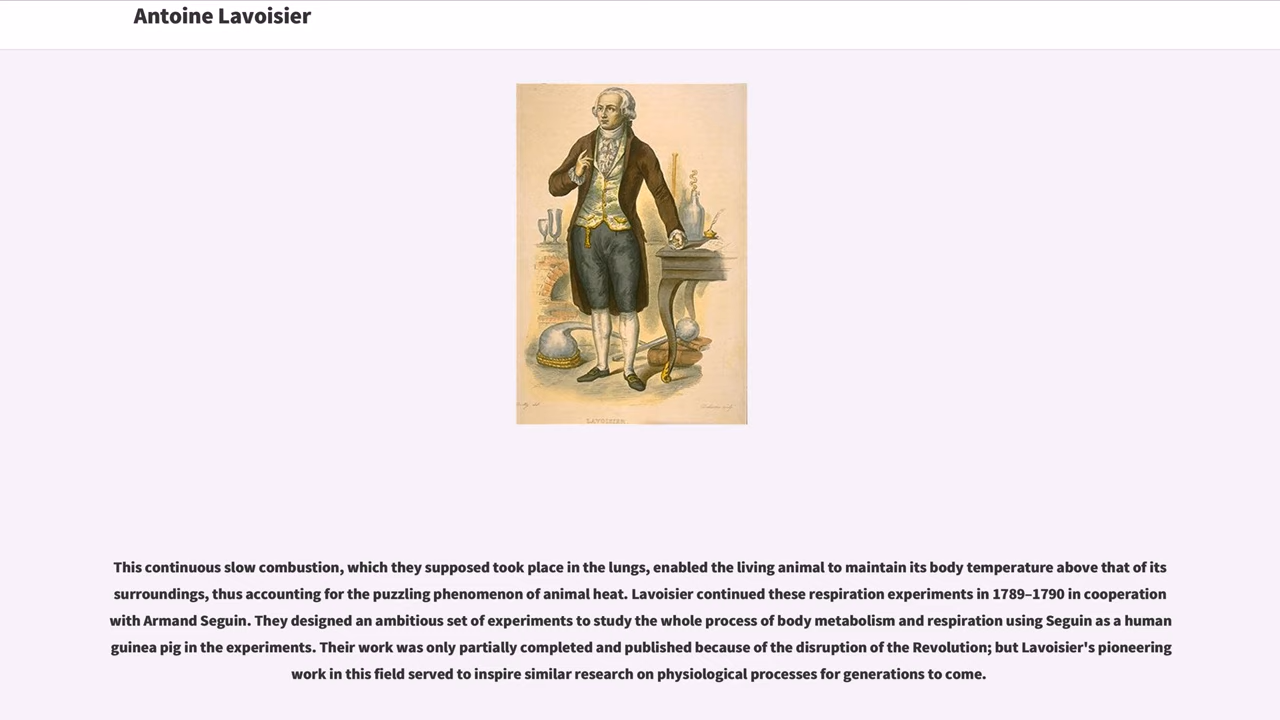 Antoine Lavoisier
LAVOISIER
This continuous slow combustion, which they supposed took place in the lungs, enabled the living animal to maintain its body temperature above that of its
surroundings, thus accounting for the puzzling phenomenon of animal heat. Lavoisier continued these respiration experiments in 1789–1790 in cooperation
with Armand Seguin. They designed an ambitious set of experiments to study the whole process of body metabolism and respiration using Seguin as a human
guinea pig in the experiments. Their work was only partially completed and published because of the disruption of the Revolution; but Lavoisier's pioneering
work in this field served to inspire similar research on physiological processes for generations to come.